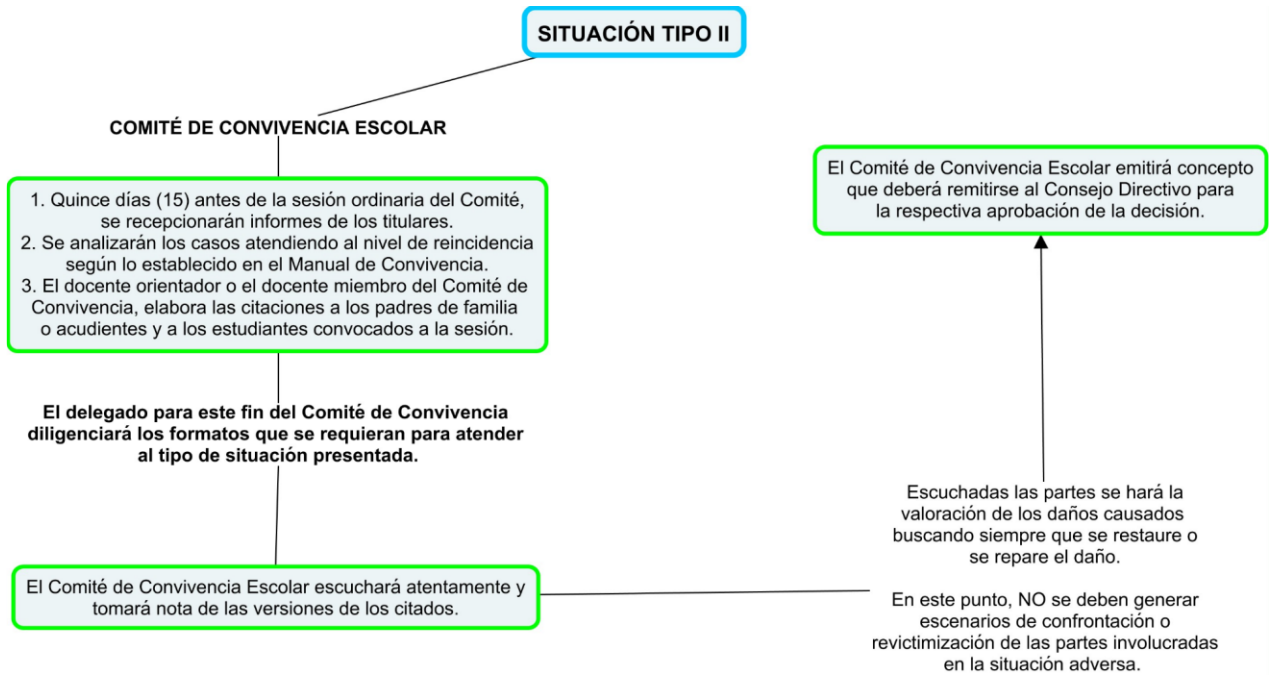 SITUACIÓN TIPO II
COMITÉ DE CONVIVENCIA ESCOLAR
1. Quince días (15) antes de la sesión ordinaria del Comité,
se recepcionarán informes de los titulares.
2. Se analizarán los casos atendiendo al nivel de reincidencia
según lo establecido en el Manual de Convivencia.
3. El docente orientador o el docente miembro del Comité de
Convivencia, elabora las citaciones a los padres de familia
o acudientes y a los estudiantes convocados a la sesión.
El delegado para este fin del Comité de Convivencia
diligenciará los formatos que se requieran para atender
al tipo de situación presentada.
El Comité de Convivencia Escolar escuchará atentamente y
tomará nota de las versiones de los citados.
Escuchadas las partes se hará la
valoración de los daños causados
buscando siempre que se restaure o
se repare el daño.
En este punto, NO se deben generar
escenarios de confrontación o
revictimización de las partes involucradas
en la situación adversa.
El Comité de Convivencia Escolar emitirá concepto
que deberá remitirse al Consejo Directivo para
la respectiva aprobación de la decisión.